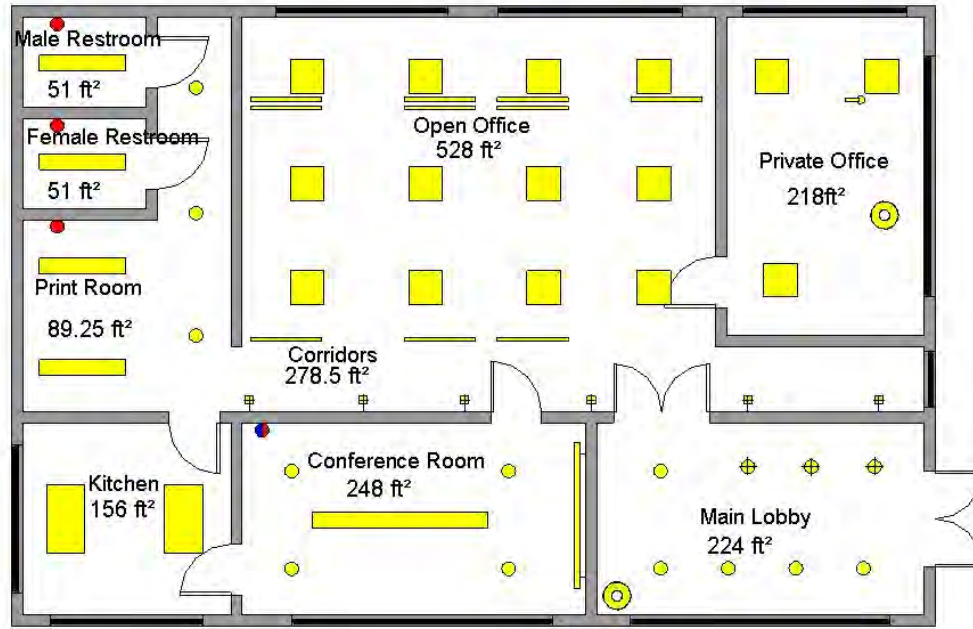 Male Restroom
51 ft²
Female Restroom
51 ft²
Print Room
89.25 ft²
Open Office
528 ft²
Private Office
218ft²
Corridors
278.5 ft²
Kitchen
156 ft²
Conference Room
248 ft²
Main Lobby
224 ft²